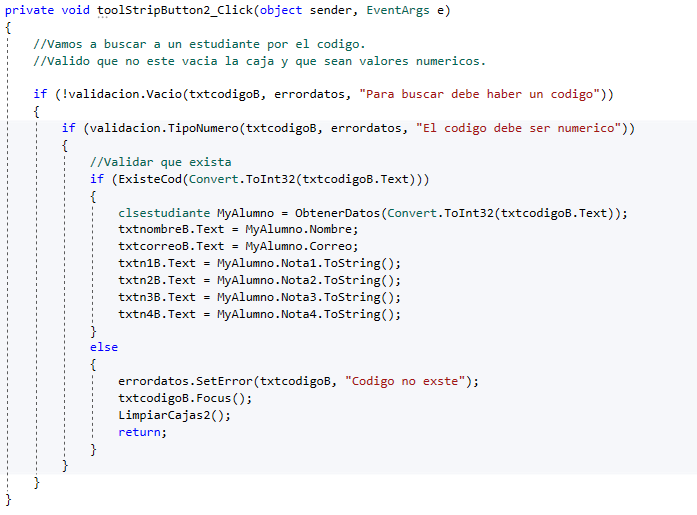 private void toolStripButton2_Click(object sender, EventArgs e)
{
//Vamos a buscar a un estudiante por el codigo.
//Valido que no este vacia la caja y que sean valores numericos.
if (!validacion.Vacio(txtcodigoB, errordatos, "Para buscar debe haber un codigo"))
{
if (validacion.TipoNumero(txtcodigoB, errordatos, "El codigo debe ser numerico"))
{
//Validar que exista
if (ExisteCod(Convert.ToInt32(txtcodigoB.Text)))
{
clsestudiante MyAlumno = ObtenerDatos(Convert.ToInt32(txtcodigoB.Text));
txtnombreB.Text = MyAlumno.Nombre;
txtcorreoB.Text = MyAlumno.Correo;
txtn1B.Text = MyAlumno.Nota1.ToString();
txtn2B.Text = MyAlumno.Nota2.ToString();
txtn3B.Text = MyAlumno.Nota3.ToString();
txtn4B.Text = MyAlumno.Nota4.ToString();
}
else
{
errordatos.SetError(txtcodigoB, "Codigo no exste");
txtcodigoB.Focus();
LimpiarCajas2();
return;
}
}
}
}